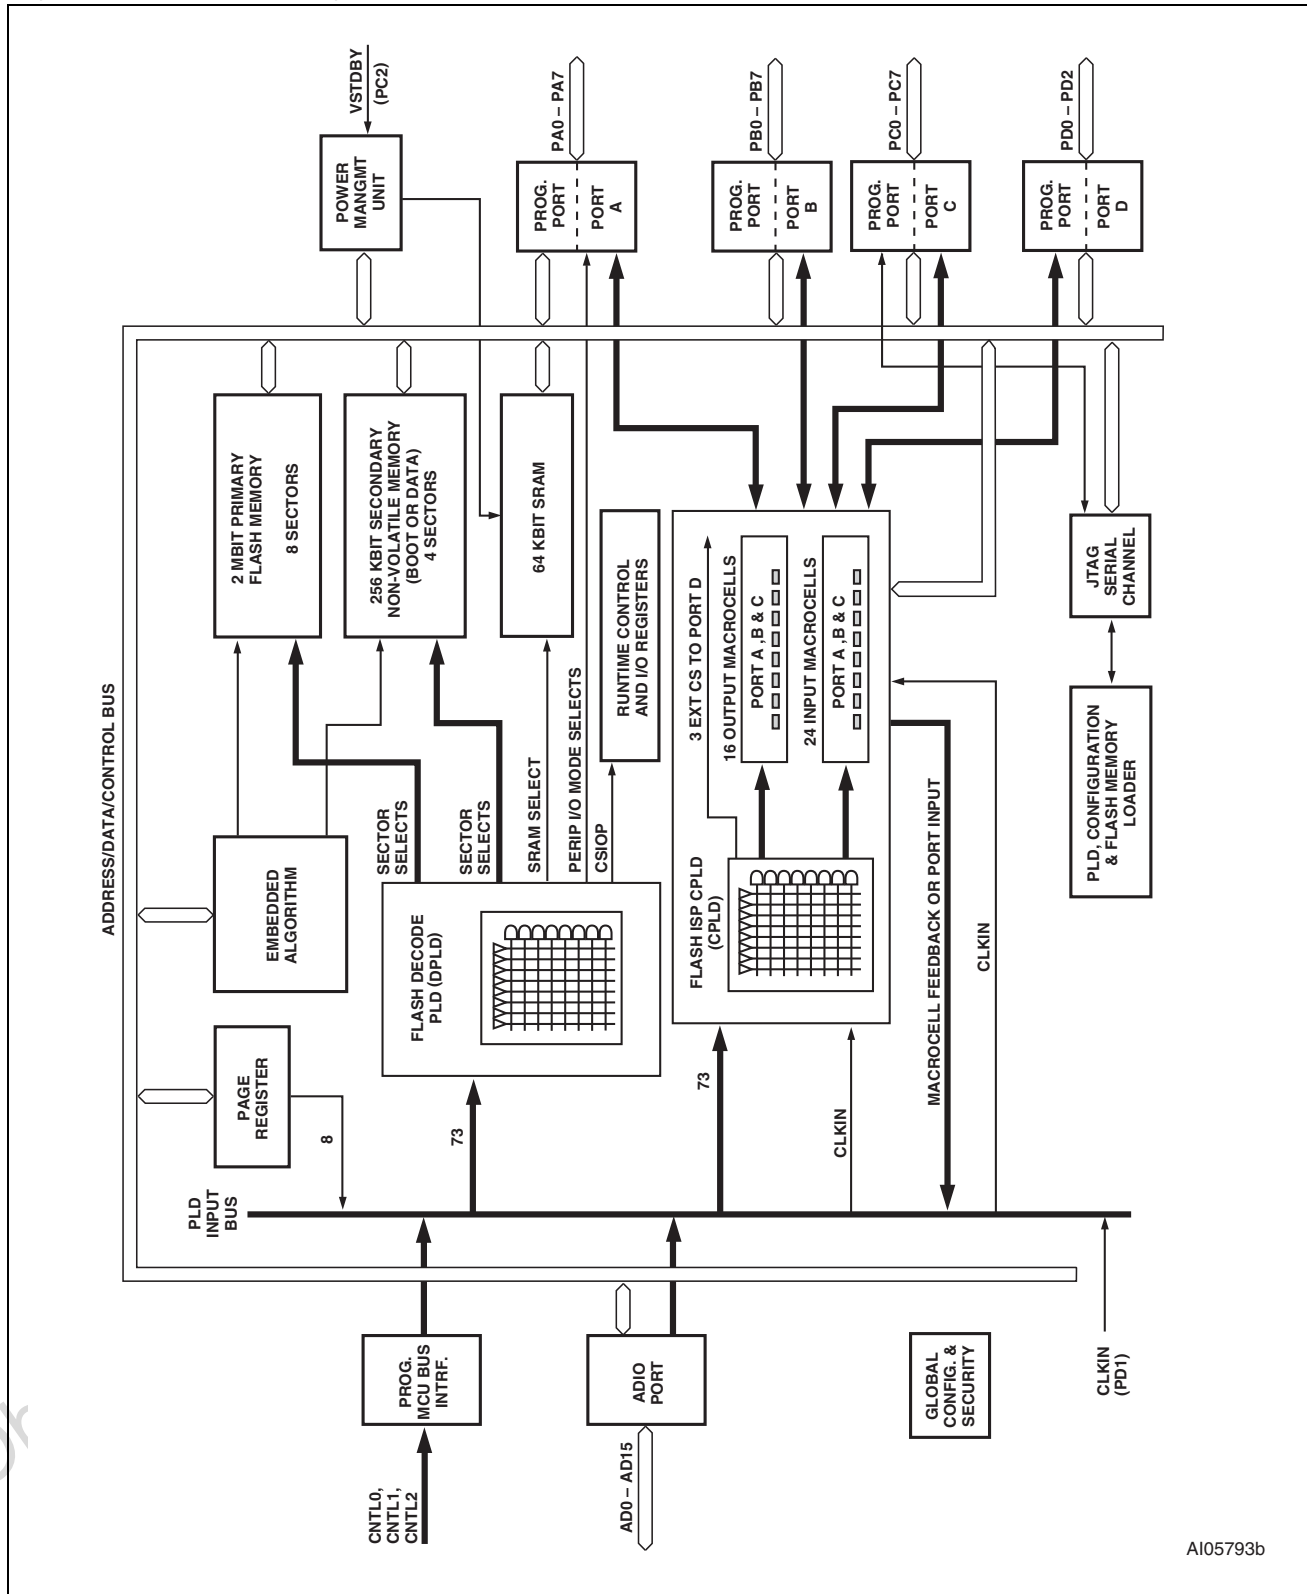 VSTDBY
(PC2)
PA0 – PA7
PB0 – PB7
PC0 – PC7
PD0 – PD2
POWER
MANGMT
UNIT
PROG.
PORT
PORT
A
PROG.
PORT
PORT
B
PROG.
PORT
PORT
C
PROG.
PORT
PORT
D
ADDRESS/DATA/CONTROL BUS
2 MBIT PRIMARY
FLASH MEMORY
8 SECTORS
256 KBIT SECONDARY
NON-VOLATILE MEMORY
(BOOT OR DATA)
4 SECTORS
64 KBIT SRAM
RUNTIME CONTROL
AND I/O REGISTERS
3 EXT CS TO PORT D
16 OUTPUT MACROCELLS
PORT A ,B & C
24 INPUT MACROCELLS
PORT A ,B & C
JTAG
SERIAL
CHANNEL
PLD, CONFIGURATION
& FLASH MEMORY
LOADER
EMBEDDED
ALGORITHM
SECTOR
SELECTS
SECTOR
SELECTS
SRAM SELECT
PERIP I/O MODE SELECTS
CSIOP
FLASH DECODE
PLD (DPLD)
FLASH ISP CPLD
(CPLD)
MACROCELL FEEDBACK OR PORT INPUT
CLKIN
PAGE
REGISTER
8
73
73
CLKIN
PLD
INPUT
BUS
PROG.
MCU BUS
INTRF.
ADIO
PORT
GLOBAL
CONFIG. &
SECURITY
CLKIN
(PD1)
CNTL0,
CNTL1,
CNTL2
AD0 – AD15
AI05793b